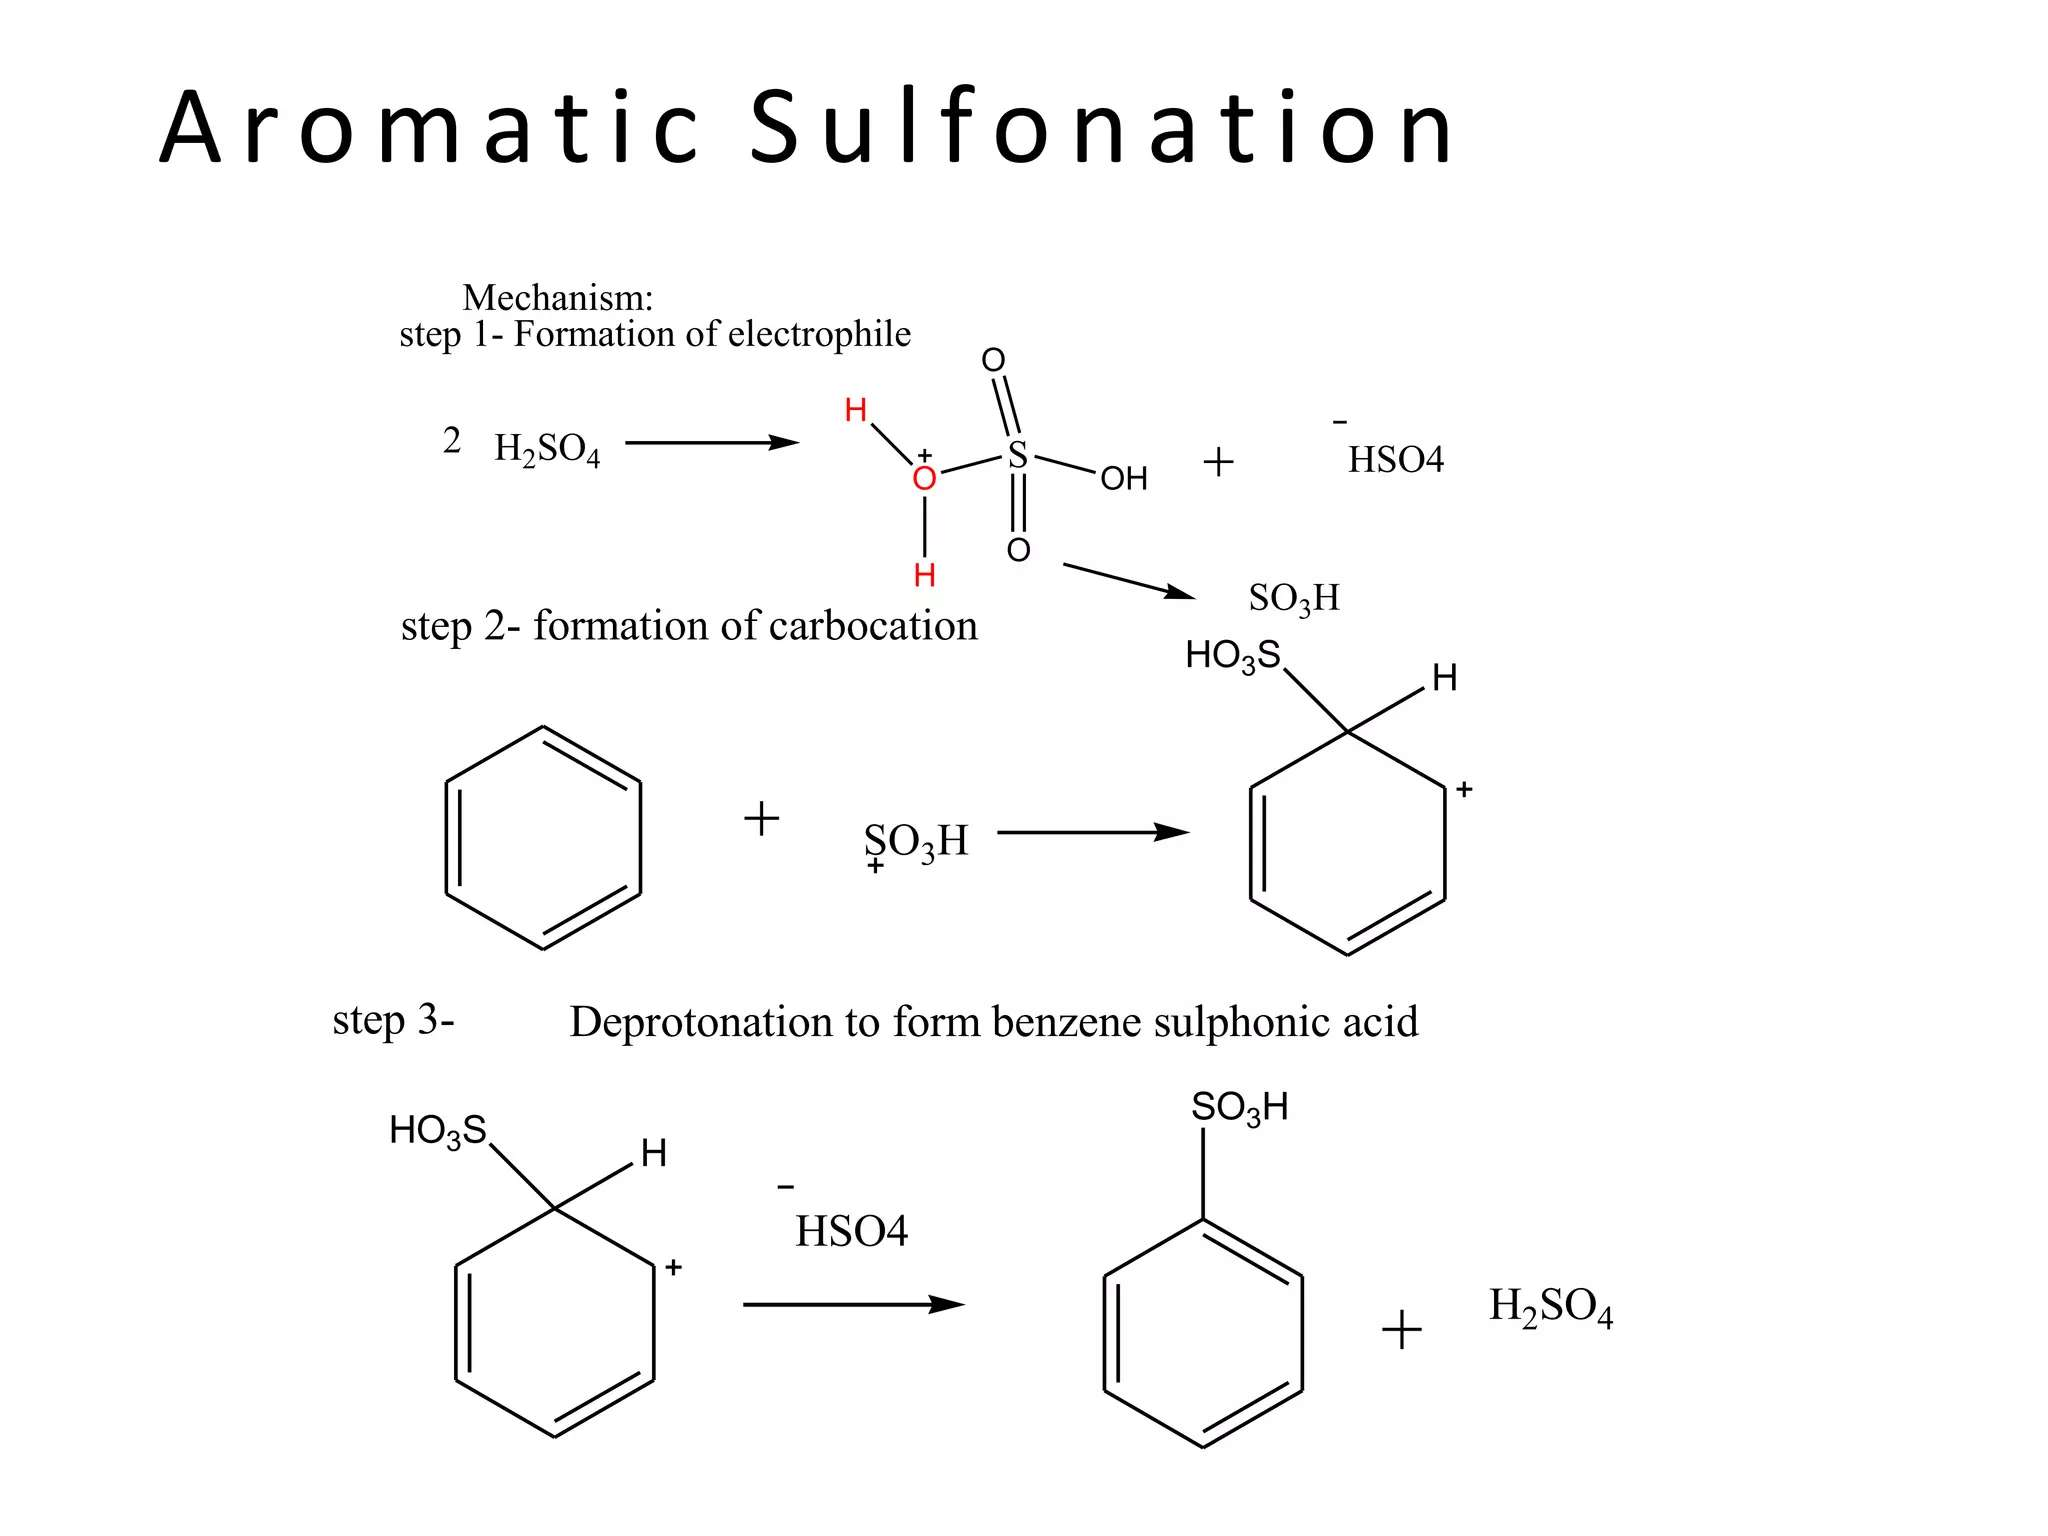 Aromatic Sulfonation
Mechanism:
step 1- Formation of electrophile
2 H₂SO₄
H
O
+
H
S
O
O
OH
+
−
HSO4
SO₃H
step 2- formation of carbocation
+
SO₃H
+
HO₃S
H
+
step 3- Deprotonation to form benzene sulphonic acid
HO₃S
H
+
−
HSO4
SO₃H
+
H₂SO₄